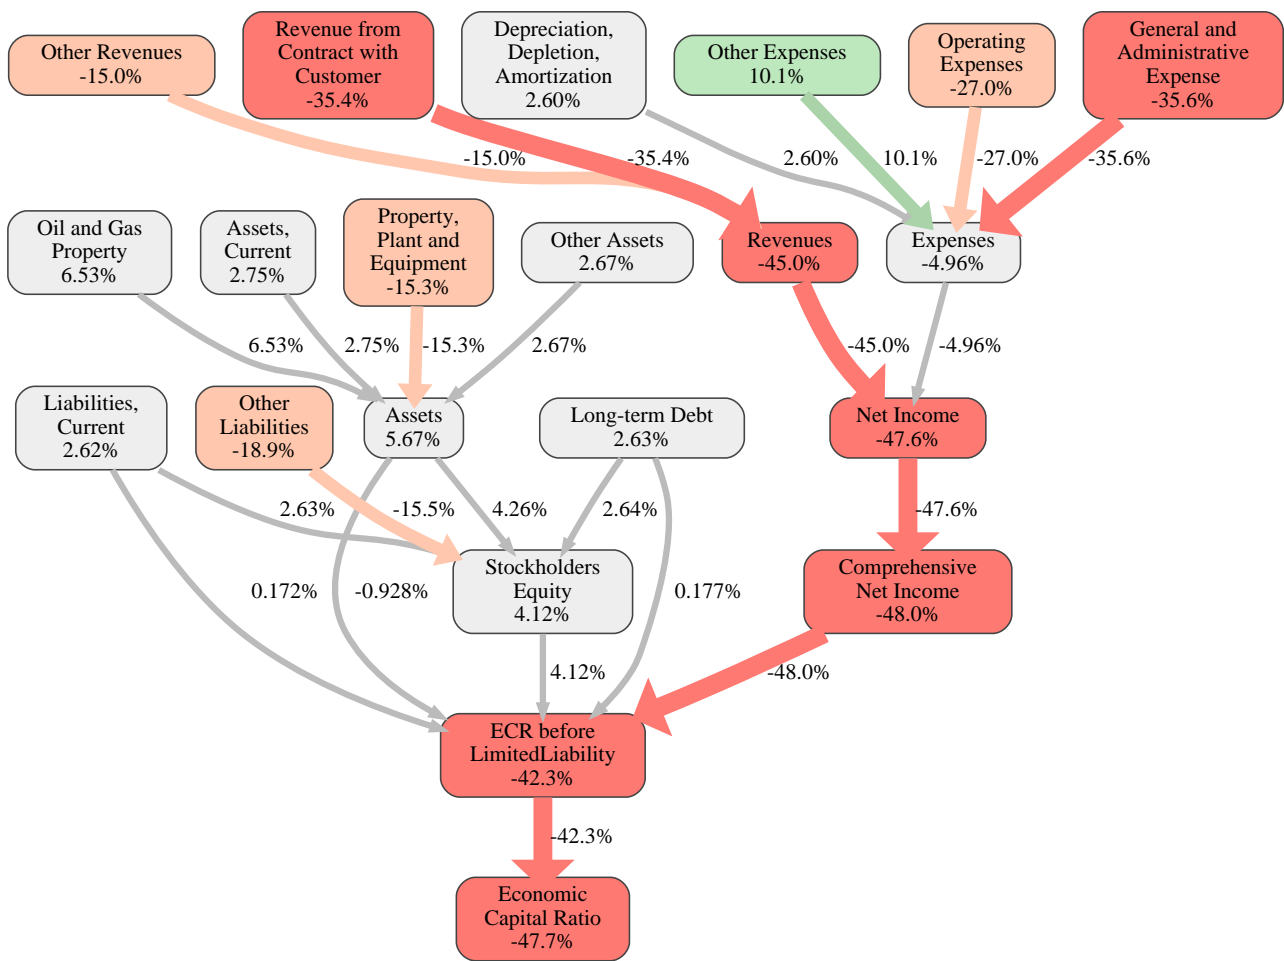 Other Revenues
-15.0%
Revenue from
Contract with
Customer
-35.4%
Depreciation,
Depletion,
Amortization
2.60%
Other Expenses
10.1%
Operating
Expenses
-27.0%
General and
Administrative
Expense
-35.6%
-15.0%
-35.4%
2.60%
10.1%
-27.0%
-35.6%
Oil and Gas
Property
6.53%
Assets,
Current
2.75%
Property,
Plant and
Equipment
-15.3%
Other Assets
2.67%
Revenues
-45.0%
Expenses
-4.96%
6.53%
2.75%
-15.3%
2.67%
-45.0%
-4.96%
Liabilities,
Current
2.62%
Other
Liabilities
-18.9%
Assets
5.67%
Long-term Debt
2.63%
Net Income
-47.6%
2.63%
-15.5%
4.26%
2.64%
-47.6%
0.172%
-0.928%
Stockholders
Equity
4.12%
0.177%
Comprehensive
Net Income
-48.0%
4.12%
-48.0%
ECR before
LimitedLiability
-42.3%
-42.3%
Economic
Capital Ratio
-47.7%